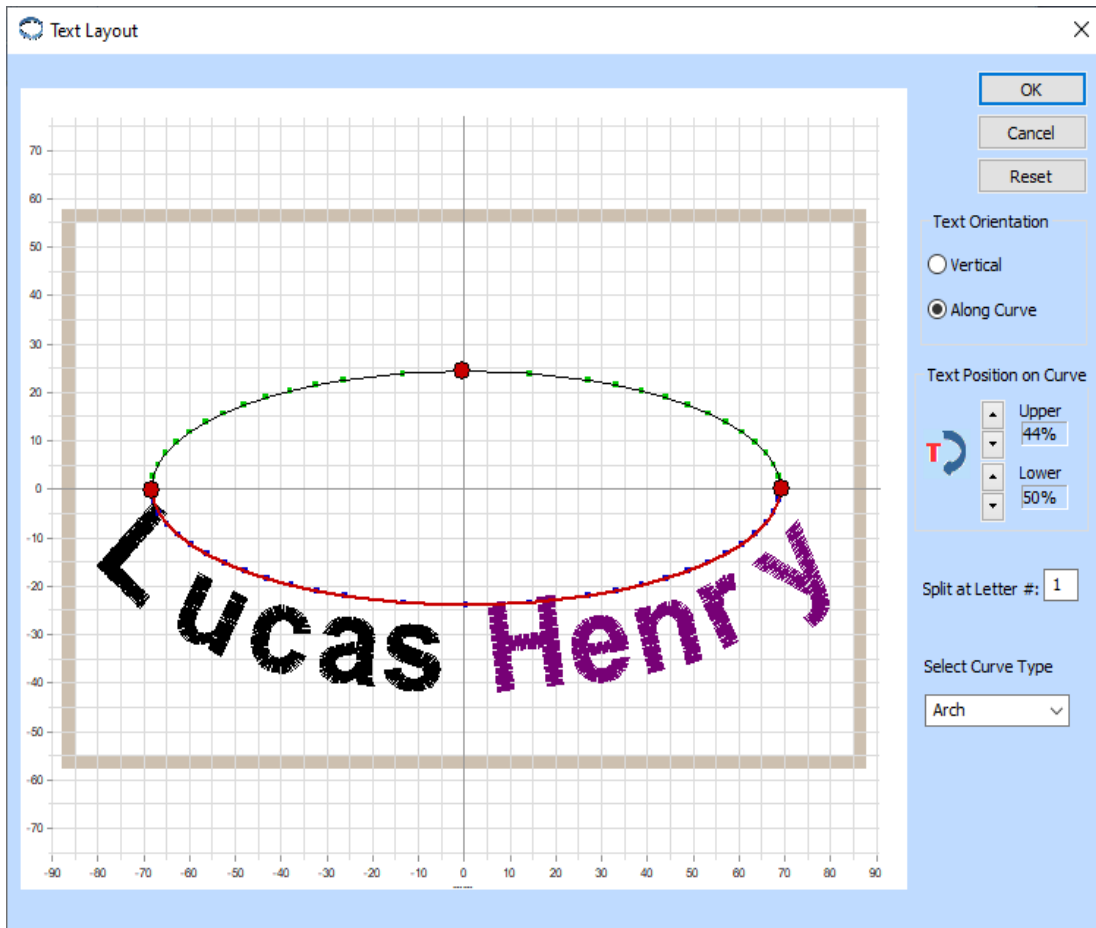 Text Layout
OK
Cancel
Reset
Text Orientation
Vertical
Along Curve
Text Position on Curve
Upper
44%
T
Lower
50%
Split at Letter #: 1
Select Curve Type
Arch
70
60
50
40
30
20
10
0
-10
-20
-30
-40
-50
-60
-70
Lucas Henry
-90 -80 -70 -60 -50 -40 -30 -20 -10 0 10 20 30 40 50 60 70 80 90